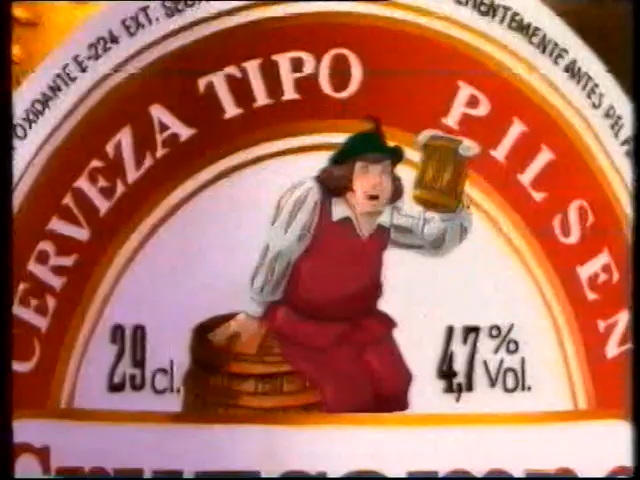 OXIDANTE E-224 EXT. SEC
ENTEMENTE ANTES DEL
CERVEZA TIPO PILSEN
29 cl.
4,7 % Vol.